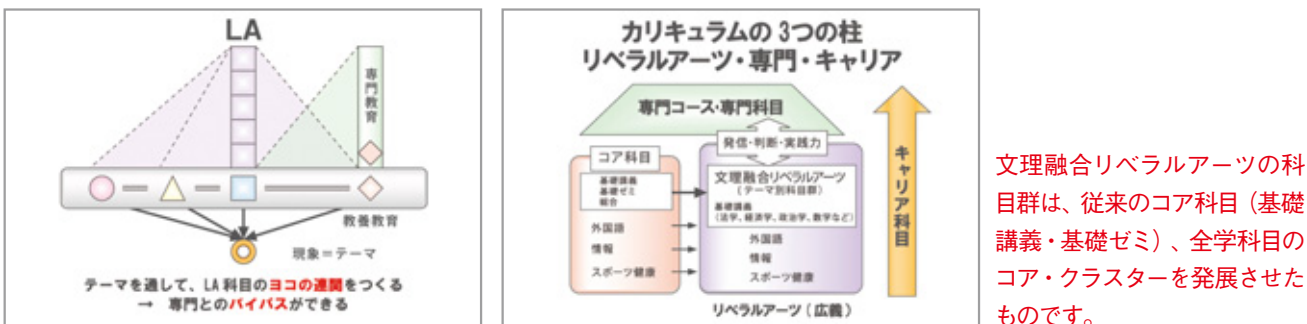 LA
専門教育
教養教育
現象=テーマ
テーマを通して、LA科目のヨコの連関をつくる
→ 専門とのバイパスができる
カリキュラムの3つの柱
リベラルアーツ・専門・キャリア
専門コース・専門科目
発信・判断・実践力
コア科目
基礎講義
基礎ゼミ
総合
外国語
情報
スポーツ健康
文理融合リベラルアーツ
(テーマ別科目群)
基礎講義
(法学、経済学、政治学、数学など)
外国語
情報
スポーツ健康
リベラルアーツ(広義)
キャリア科目
文理融合リベラルアーツの科
目群は、従来のコア科目(基礎
講義・基礎ゼミ)、全学科目の
コア・クラスターを発展させた
ものです。